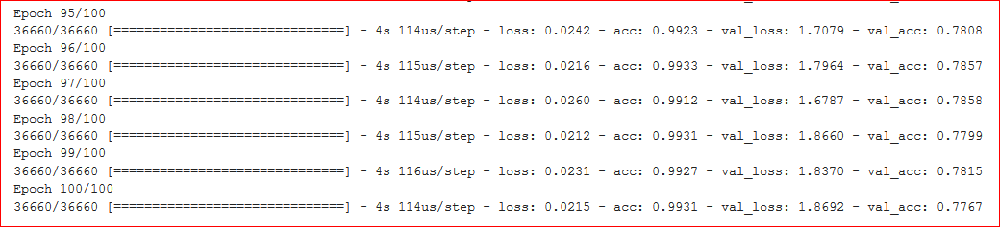 Epoch 95/100
36660/36660 [==============================] - 4s 114us/step - loss: 0.0242 - acc: 0.9923 - val_loss: 1.7079 - val_acc: 0.7808
Epoch 96/100
36660/36660 [==============================] - 4s 115us/step - loss: 0.0216 - acc: 0.9933 - val_loss: 1.7964 - val_acc: 0.7857
Epoch 97/100
36660/36660 [==============================] - 4s 114us/step - loss: 0.0260 - acc: 0.9912 - val_loss: 1.6787 - val_acc: 0.7858
Epoch 98/100
36660/36660 [==============================] - 4s 115us/step - loss: 0.0212 - acc: 0.9931 - val_loss: 1.8660 - val_acc: 0.7799
Epoch 99/100
36660/36660 [==============================] - 4s 116us/step - loss: 0.0231 - acc: 0.9927 - val_loss: 1.8370 - val_acc: 0.7815
Epoch 100/100
36660/36660 [==============================] - 4s 114us/step - loss: 0.0215 - acc: 0.9931 - val_loss: 1.8692 - val_acc: 0.7767